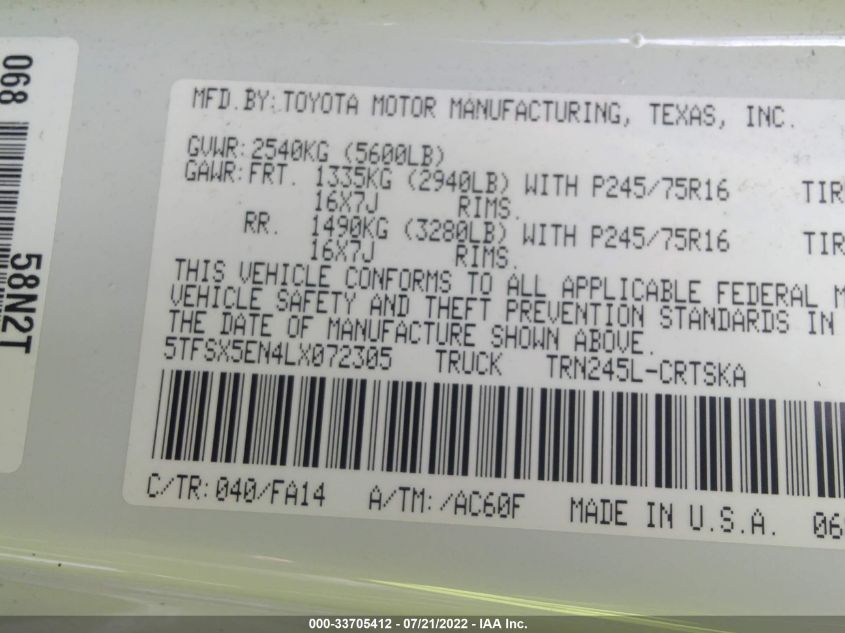 068
58N2T
MFD.BY:TOYOTA MOTOR MANUFACTURING, TEXAS, INC.
GVWR:2540KG (5600LB)
GAWR:FRT. 1335KG (2940LB) WITH P245/75R16 TIR
16X7J RIMS.
RR. 1490KG (3280LB) WITH P245/75R16 TIR
16X7J RIMS.
THIS VEHICLE CONFORMS TO ALL APPLICABLE FEDERAL M
VEHICLE SAFETY AND THEFT PREVENTION STANDARDS IN
THE DATE OF MANUFACTURE SHOWN ABOVE.
5TFSX5EN4LX072305 TRUCK TRN245L-CRTSKA
C/TR:040/FA14 A/TM:/AC60F MADE IN U.S.A. 06
000-33705412 - 07/21/2022 - IAA Inc.